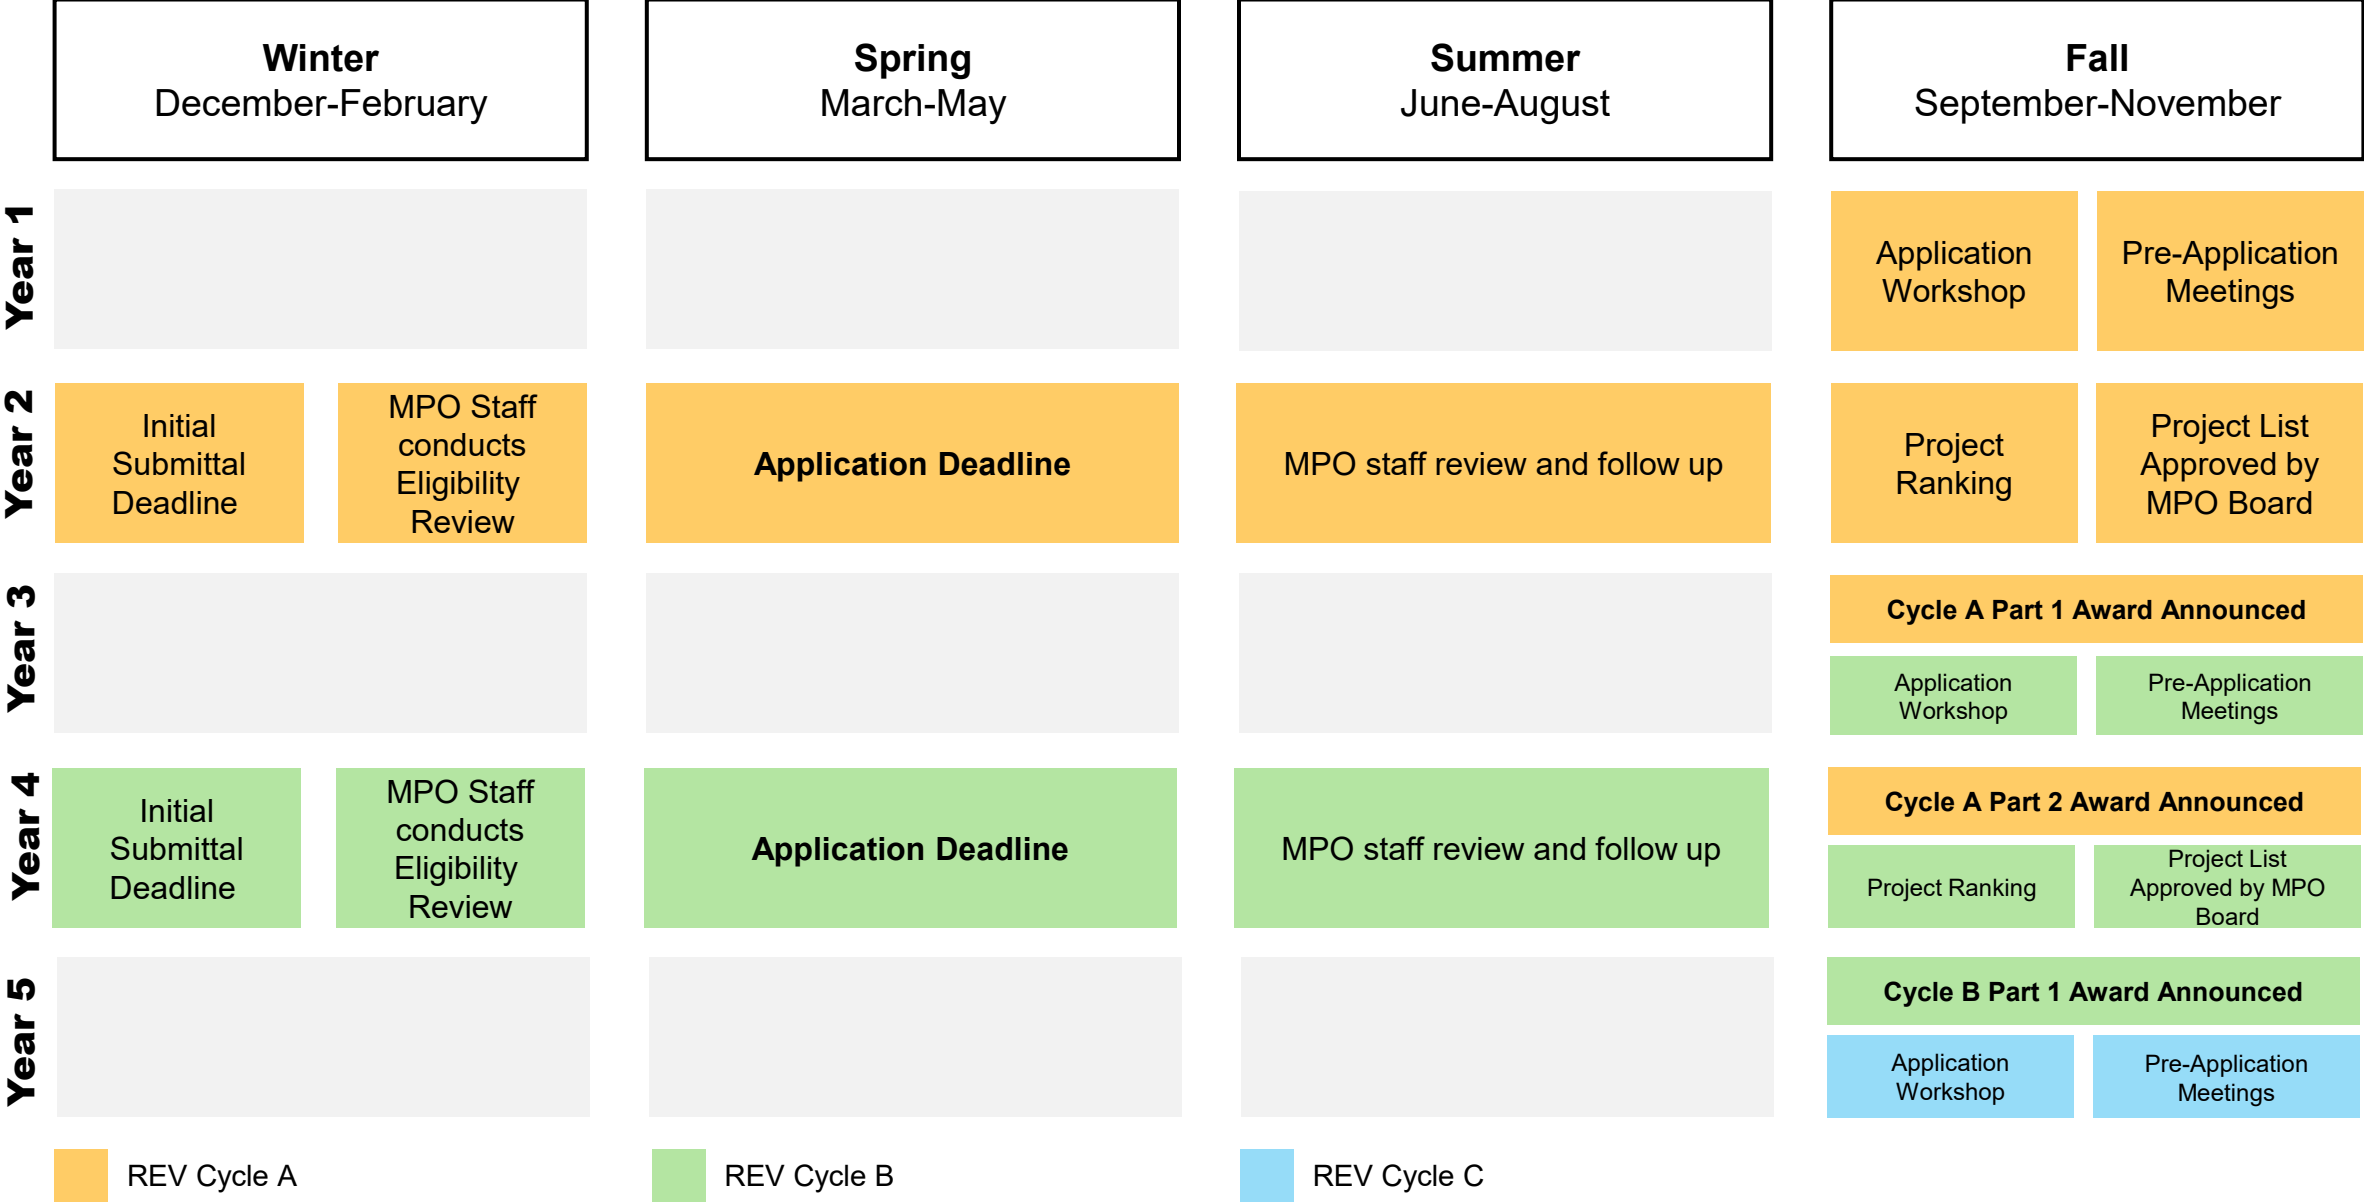 Winter
December-February
Spring
March-May
Summer
June-August
Fall
September-November
Year 1
Application
Workshop
Pre-Application
Meetings
Year 2
Initial
Submittal
Deadline
MPO Staff
conducts
Eligibility
Review
Application Deadline
MPO staff review and follow up
Project
Ranking
Project List
Approved by
MPO Board
Year 3
Cycle A Part 1 Award Announced
Application
Workshop
Pre-Application
Meetings
Year 4
Initial
Submittal
Deadline
MPO Staff
conducts
Eligibility
Review
Application Deadline
MPO staff review and follow up
Cycle A Part 2 Award Announced
Project Ranking
Project List
Approved by MPO
Board
Year 5
Cycle B Part 1 Award Announced
Application
Workshop
Pre-Application
Meetings
REV Cycle A
REV Cycle B
REV Cycle C